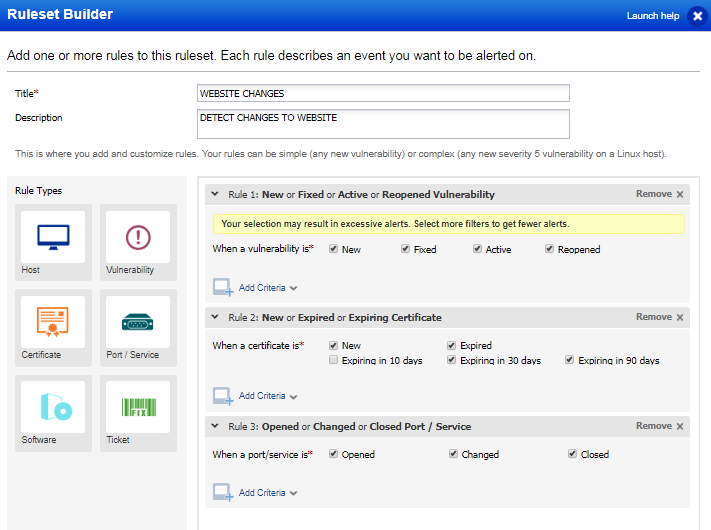 Ruleset Builder
Launch help
Add one or more rules to this ruleset. Each rule describes an event you want to be alerted on.
Title* WEBSITE CHANGES
Description DETECT CHANGES TO WEBSITE
This is where you add and customize rules. Your rules can be simple (any new vulnerability) or complex (any new severity 5 vulnerability on a Linux host).
Rule Types
Host
Vulnerability
Certificate
Port / Service
Software
FIX
Ticket
Rule 1: New or Fixed or Active or Reopened Vulnerability Remove
Your selection may result in excessive alerts. Select more filters to get fewer alerts.
When a vulnerability is* New Fixed Active Reopened
Add Criteria
Rule 2: New or Expired or Expiring Certificate Remove
When a certificate is* New Expired
Expiring in 10 days Expiring in 30 days Expiring in 90 days
Add Criteria
Rule 3: Opened or Changed or Closed Port / Service Remove
When a port/service is* Opened Changed Closed
Add Criteria